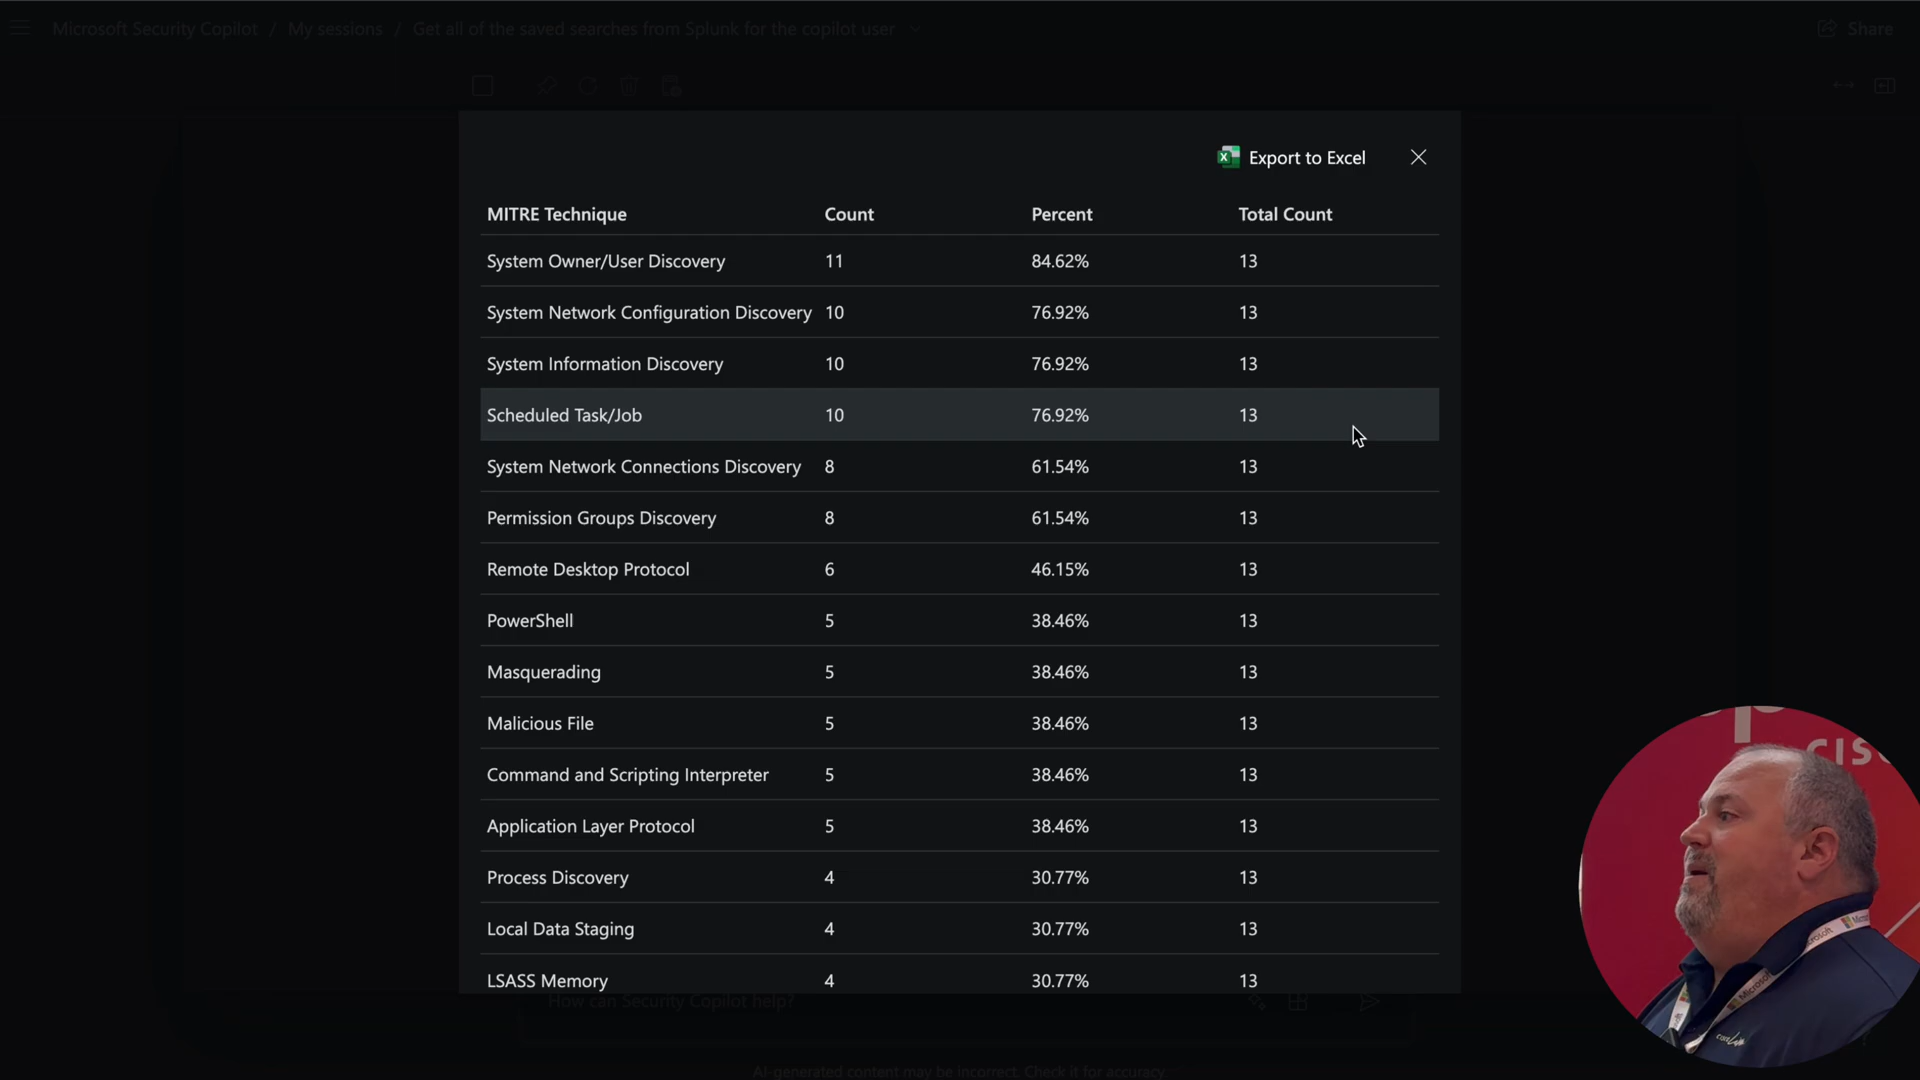 Microsoft Security Copilot / My sessions / Get all of the saved searches from Splunk for the copilot user
Share
Export to Excel
MITRE Technique Count Percent Total Count
System Owner/User Discovery 11 84.62% 13
System Network Configuration Discovery 10 76.92% 13
System Information Discovery 10 76.92% 13
Scheduled Task/Job 10 76.92% 13
System Network Connections Discovery 8 61.54% 13
Permission Groups Discovery 8 61.54% 13
Remote Desktop Protocol 6 46.15% 13
PowerShell 5 38.46% 13
Masquerading 5 38.46% 13
Malicious File 5 38.46% 13
Command and Scripting Interpreter 5 38.46% 13
Application Layer Protocol 5 38.46% 13
Process Discovery 4 30.77% 13
Local Data Staging 4 30.77% 13
LSASS Memory 4 30.77% 13
How can Security Copilot help?
AI-generated content may be incorrect. Check it for accuracy.
CISC